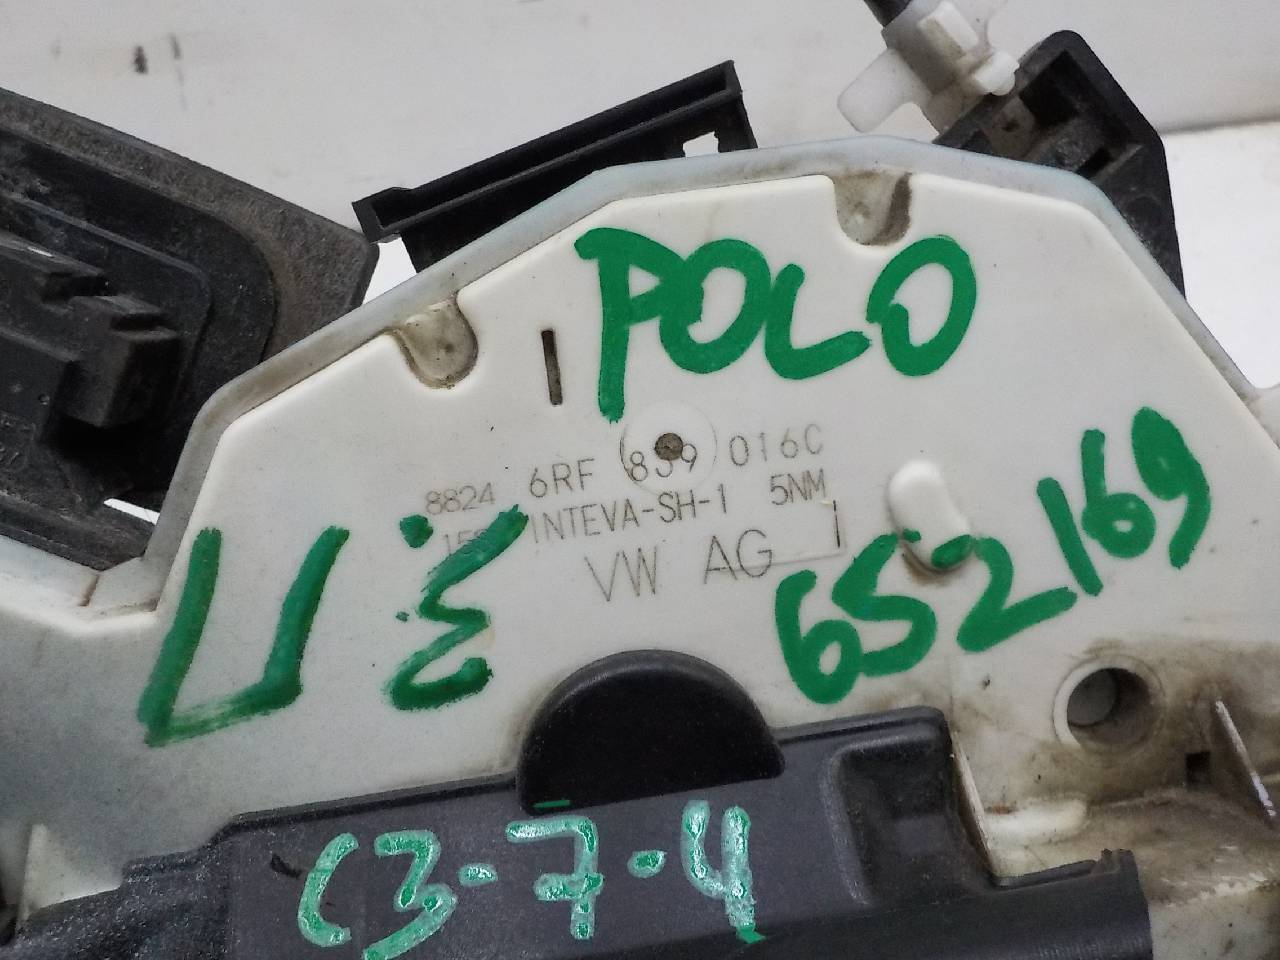 POLO
8824 6RF 839 016C
INTEVA-SH-1 5NM
VW AG
652169
C3-7-4